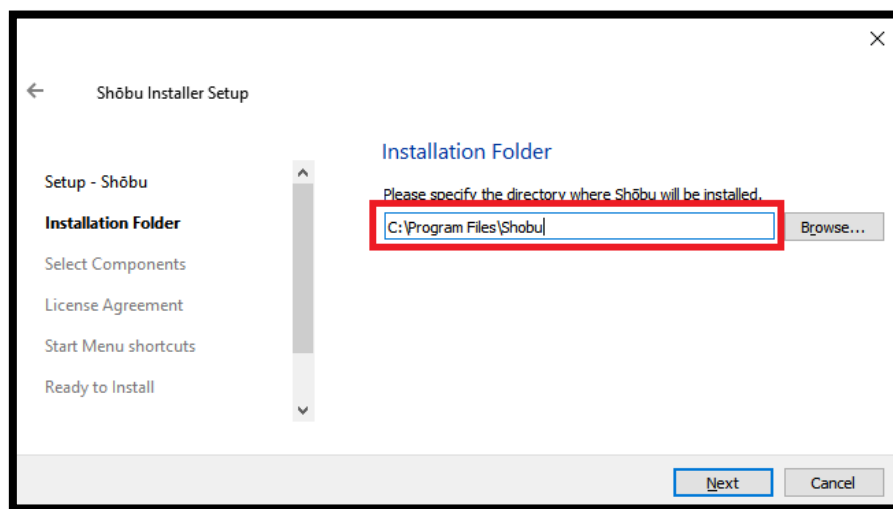 Shōbu Installer Setup
Setup - Shōbu
Installation Folder
Select Components
License Agreement
Start Menu shortcuts
Ready to Install
Installation Folder
Please specify the directory where Shōbu will be installed.
C:\Program Files\Shobu
Browse...
Next
Cancel